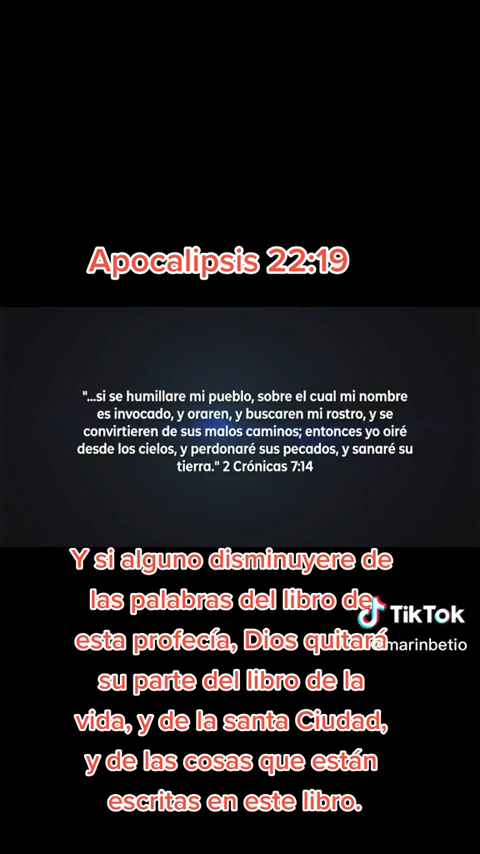 Apocalipsis 22:19
"...si se humillare mi pueblo, sobre el cual mi nombre
es invocado, y oraren, y buscaren mi rostro, y se
convirtieren de sus malos caminos; entonces yo oiré
desde los cielos, y perdonaré sus pecados, y sanaré su
tierra." 2 Crónicas 7:14
Y si alguno disminuyere de
las palabras del libro de
esta profecía, Dios quitará
su parte del libro de la
vida, y de la santa Ciudad,
y de las cosas que están
escritas en este libro.
TikTok
@marinbetio